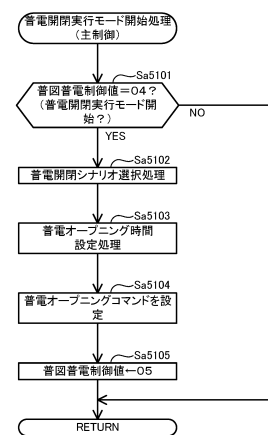 普電開閉実行モード開始処理
(主制御)
Sa5101
普図普電制御値＝04？
(普電開閉実行モード開
始？)
NO
YES
Sa5102
普電開閉シナリオ選択処理
Sa5103
普電オープニング時間
設定処理
Sa5104
普電オープニングコマンドを設
定
Sa5105
普図普電制御値←05
RETURN